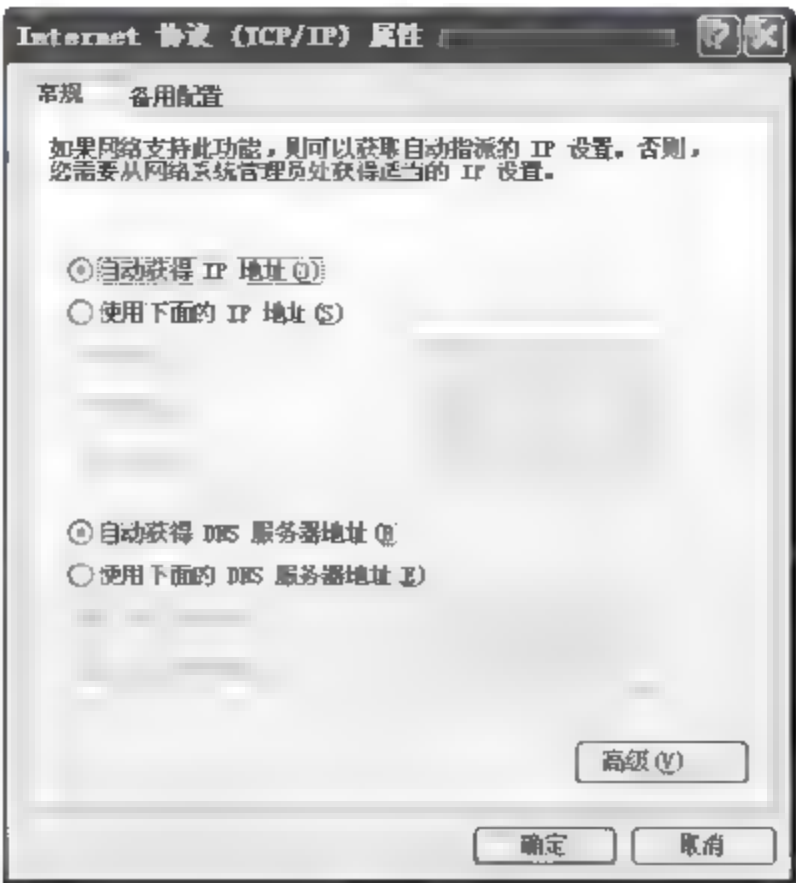 Internet 协议 (TCP/IP) 属性
常规 备用配置
如果网络支持此功能，则可以获取自动指派的 IP 设置。否则，
您需要从网络系统管理员处获得适当的 IP 设置。
自动获得 IP 地址(O)
使用下面的 IP 地址(S)
自动获得 DNS 服务器地址(B
使用下面的 DNS 服务器地址 E)
高级(V)
确定 取消